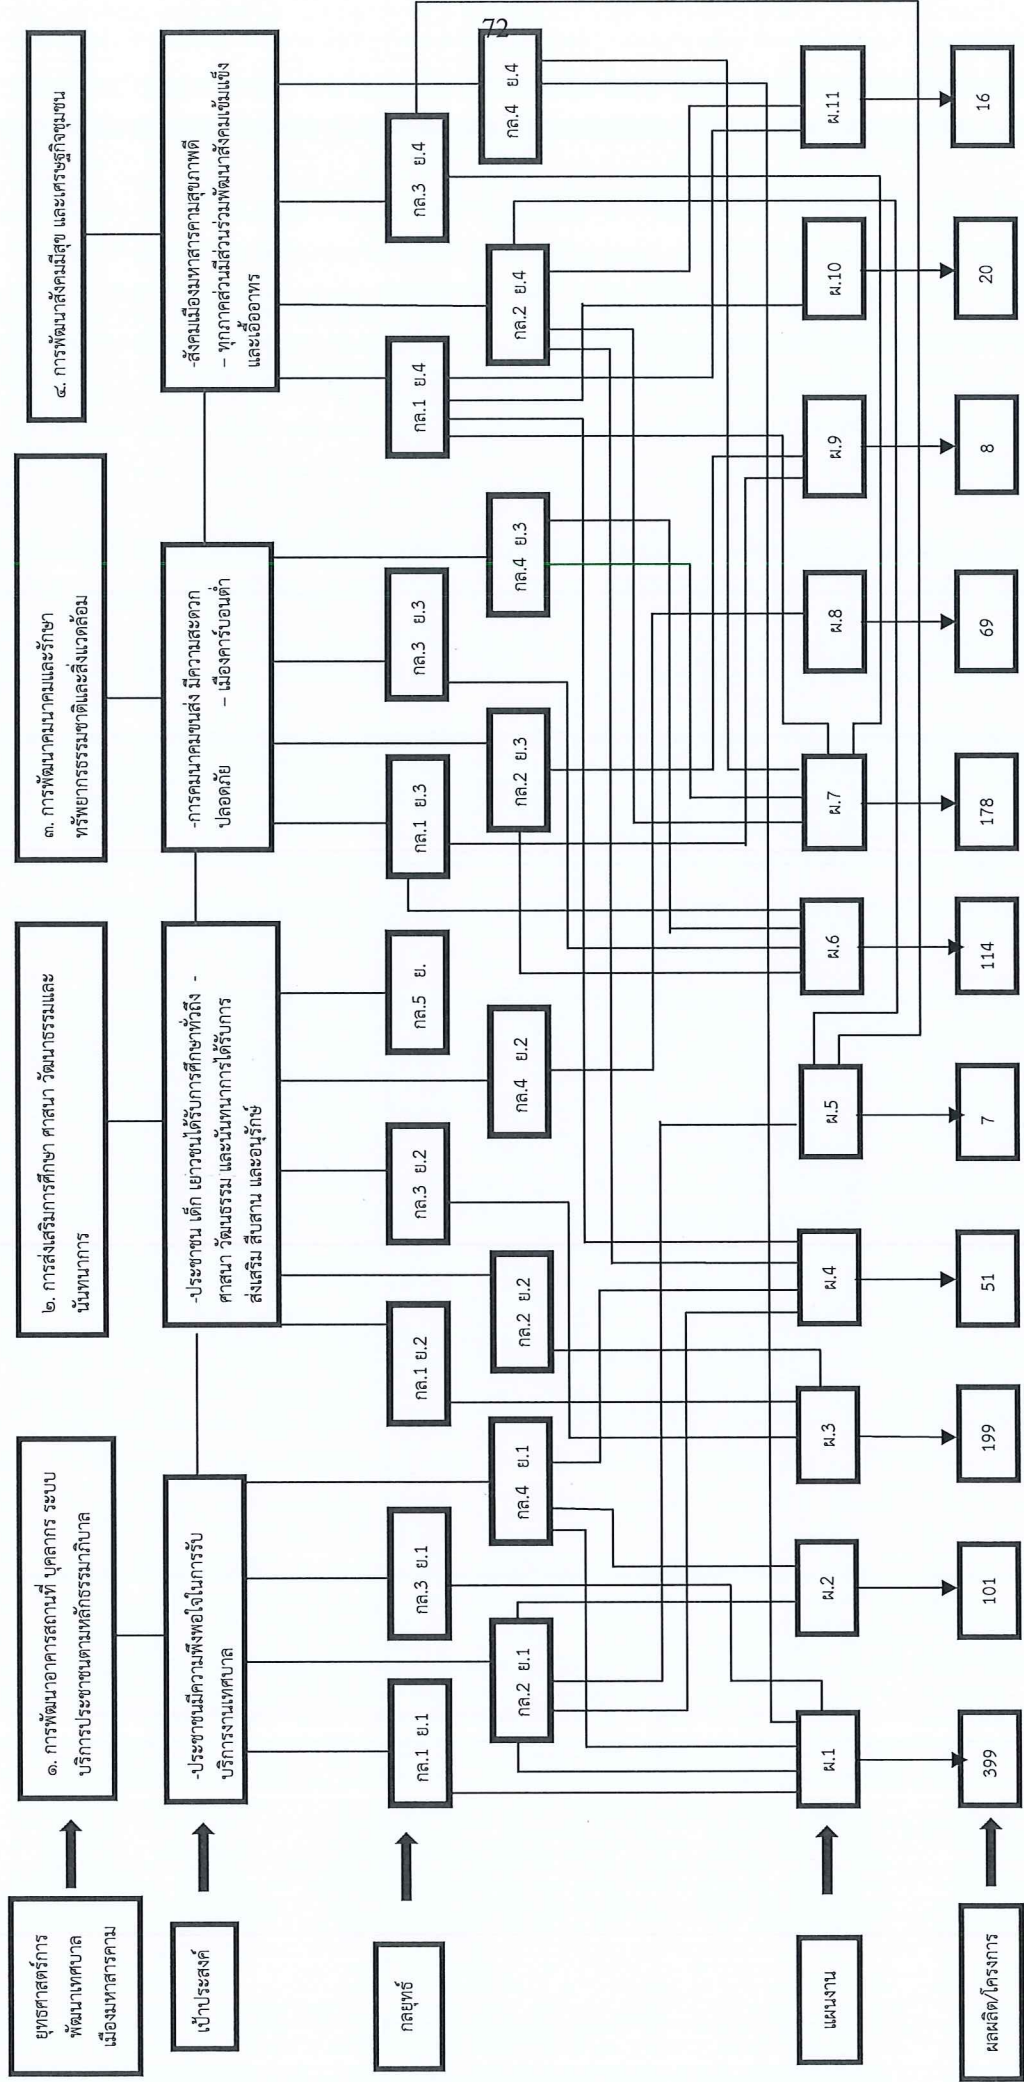 72
ยุทธศาสตร์การ
พัฒนาเทศบาล
เมืองมหาสารคาม
๑. การพัฒนาอาคารสถานที่ บุคลากร ระบบ
บริการประชาชนตามหลักธรรมาภิบาล
๒. การส่งเสริมการศึกษา ศาสนา วัฒนาธรรมและ
นันทนาการ
๓. การพัฒนาคมนาคมและรักษา
ทรัพยากรธรรมชาติและสิ่งแวดล้อม
๔. การพัฒนาสังคมมีสุข และเศรษฐกิจชุมชน
เป้าประสงค์
-ประชาชนมีความพึงพอใจในการรับ
บริการงานเทศบาล
-ประชาชน เด็ก เยาวชนได้รับการศึกษาทั่วถึง -
ศาสนา วัฒนธรรม และนันทนาการได้รับการ
ส่งเสริม สืบสาน และอนุรักษ์
-การคมนาคมขนส่ง มีความสะดวก
ปลอดภัย – เมืองคาร์บอนต่ำ
-สังคมเมืองมหาสารคามสุขภาพดี
– ทุกภาคส่วนมีส่วนร่วมพัฒนาสังคมเข้มแข็ง
และเอื้ออาทร
กลยุทธ์
กล.1 ย.1
กล.3 ย.1
กล.1 ย.2
กล.3 ย.2
กล.5 ย.
กล.1 ย.3
กล.3 ย.3
กล.1 ย.4
กล.3 ย.4
กล.2 ย.1
กล.4 ย.1
กล.2 ย.2
กล.4 ย.2
กล.2 ย.3
กล.4 ย.3
กล.2 ย.4
กล.4 ย.4
แผนงาน
ผ.1
ผ.2
ผ.3
ผ.4
ผ.5
ผ.6
ผ.7
ผ.8
ผ.9
ผ.10
ผ.11
ผลผลิต/โครงการ
399
101
199
51
7
114
178
69
8
20
16